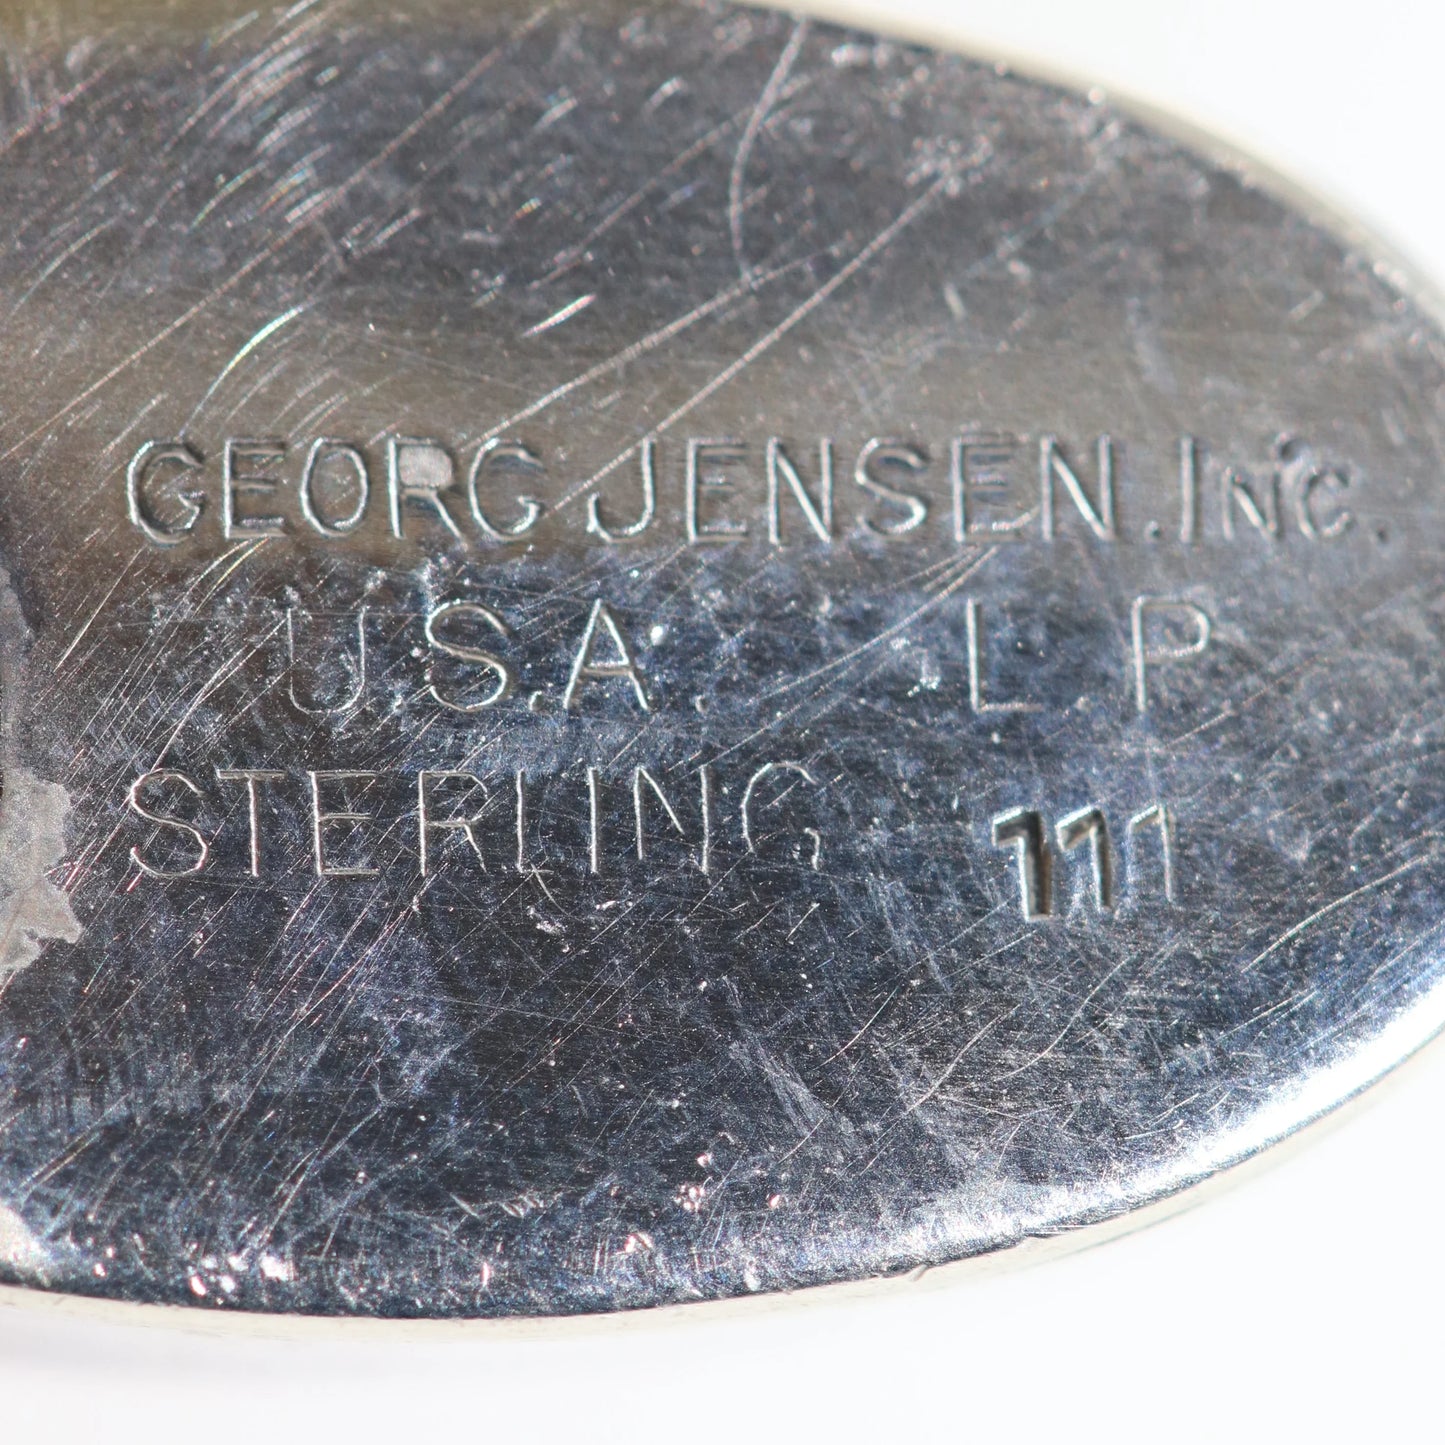 GEORG JENSEN. INC.
U.S.A. L P
STERLING 111